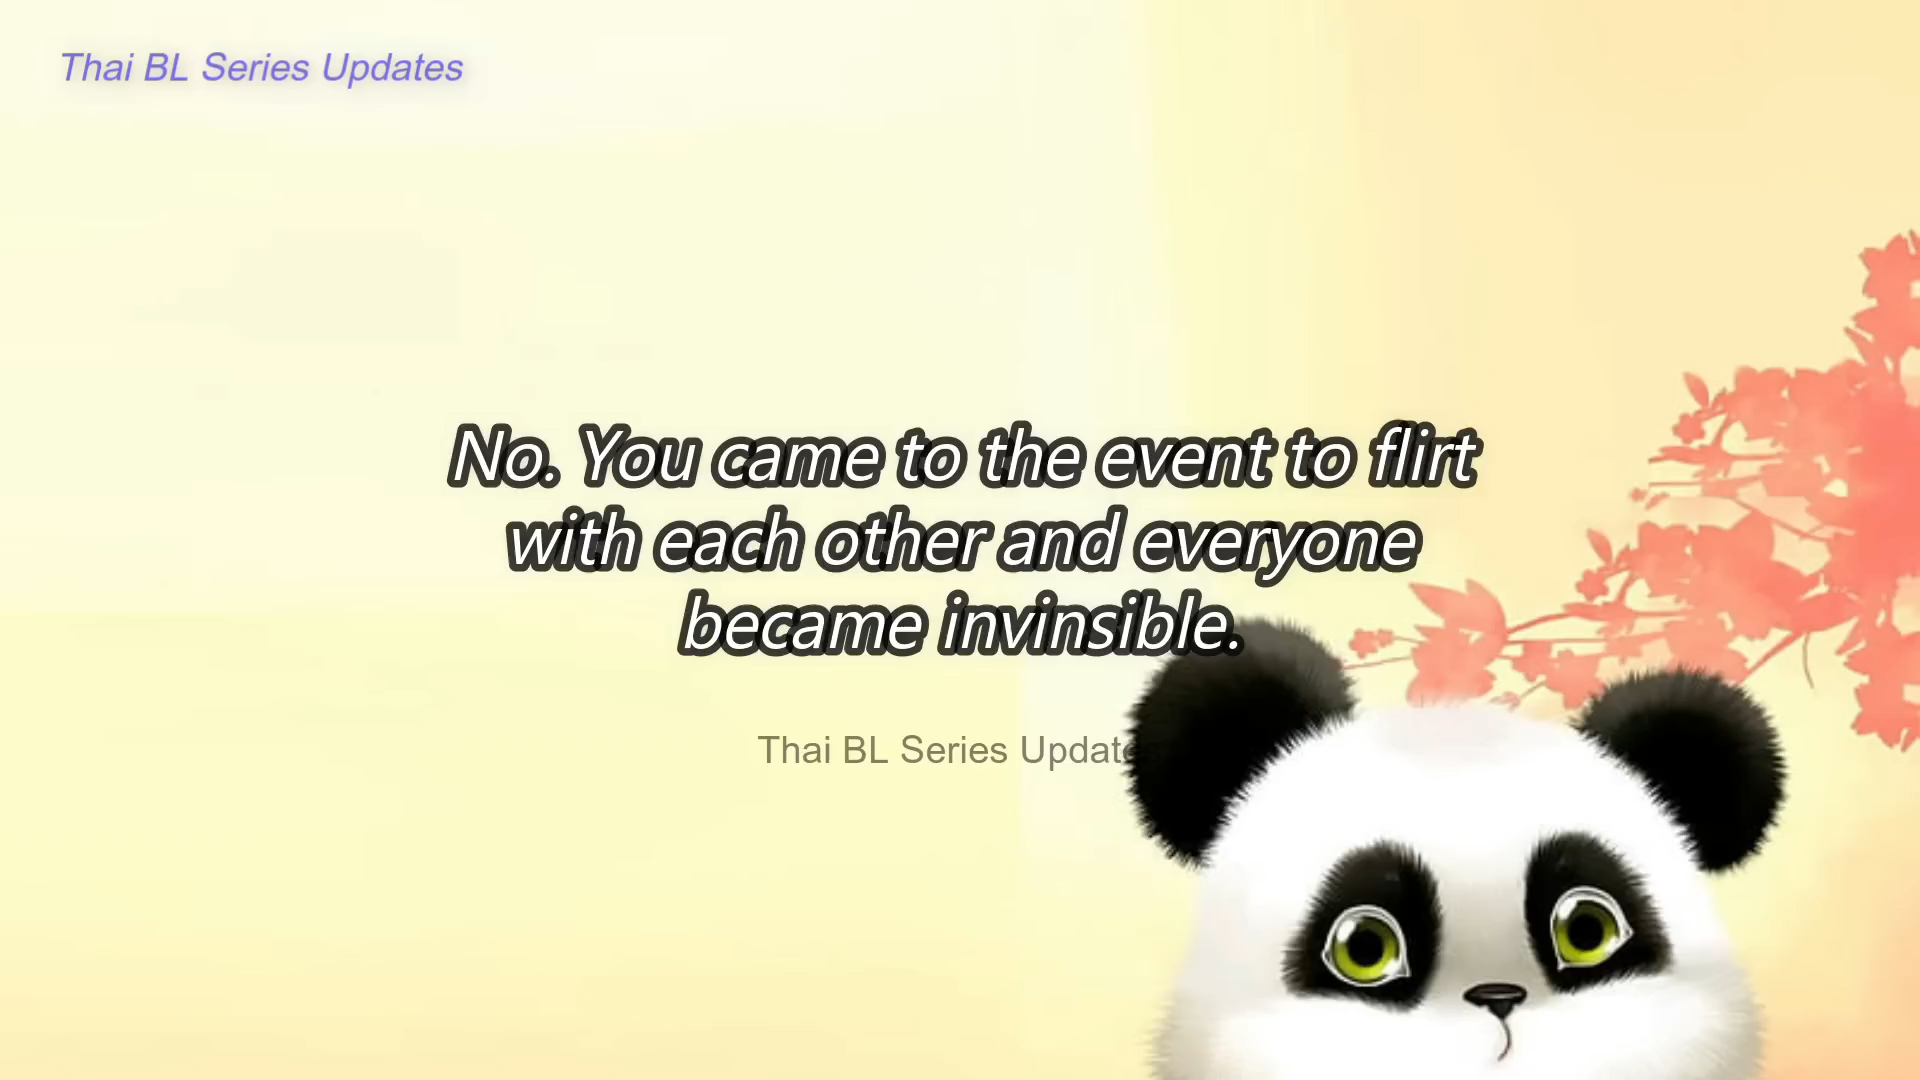 Thai BL Series Updates
No. You came to the event to flirt
with each other and everyone
became invinsible.
Thai BL Series Update